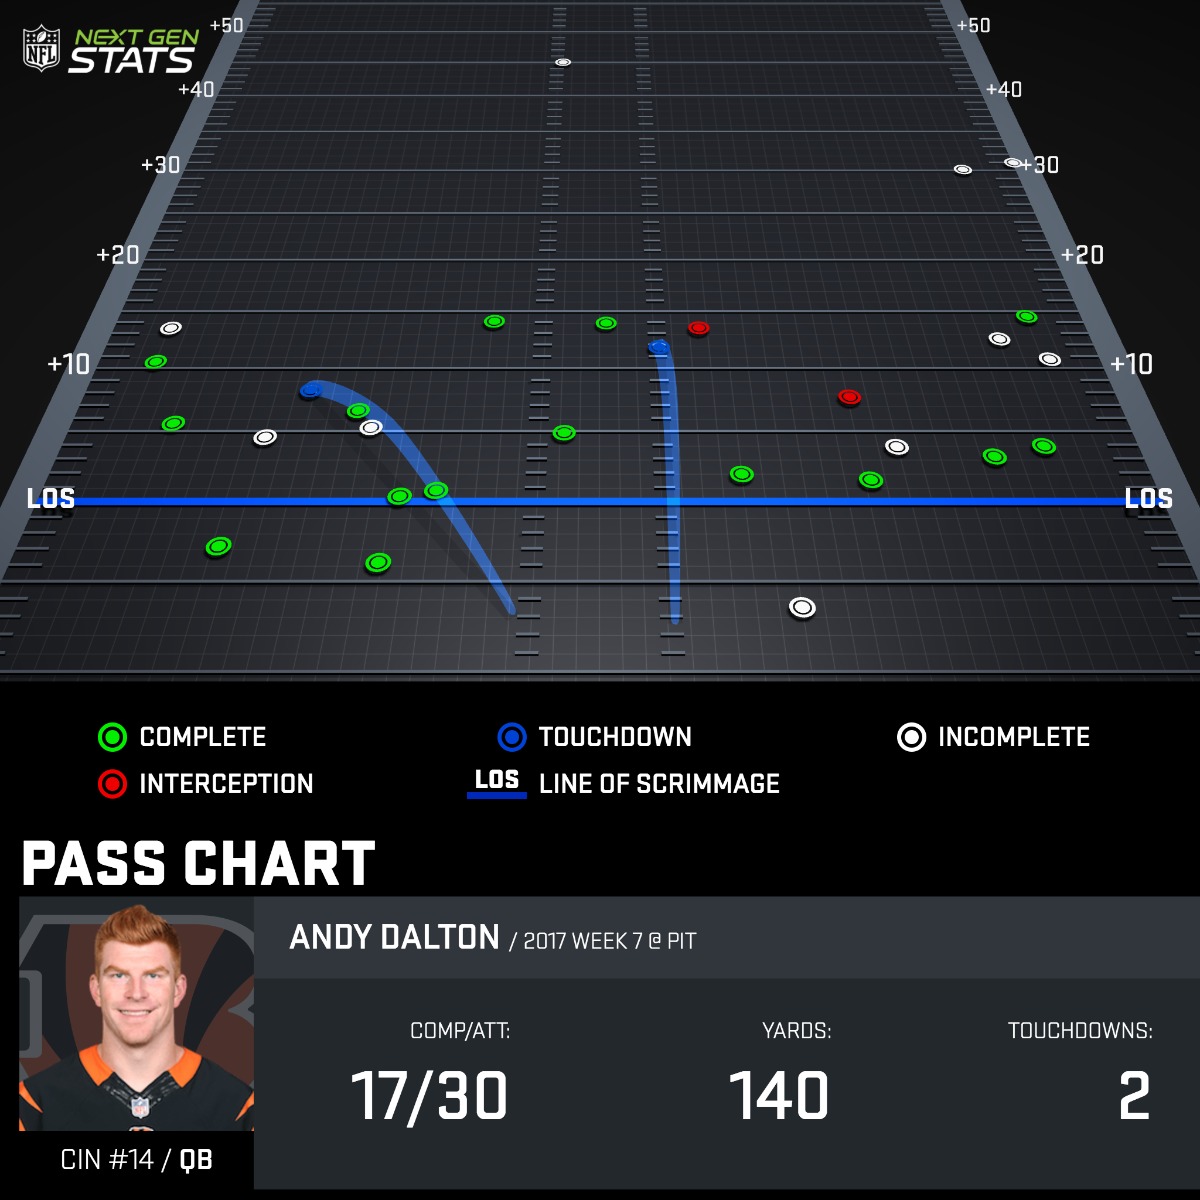 NFL NEXT GEN STATS
+50 +50
+40 +40
+30 +30
+20 +20
+10 +10
LOS LOS
COMPLETE TOUCHDOWN INCOMPLETE
INTERCEPTION LOS LINE OF SCRIMMAGE
PASS CHART
ANDY DALTON / 2017 WEEK 7 @ PIT
COMP/ATT: YARDS: TOUCHDOWNS:
17/30 140 2
CIN #14 / QB